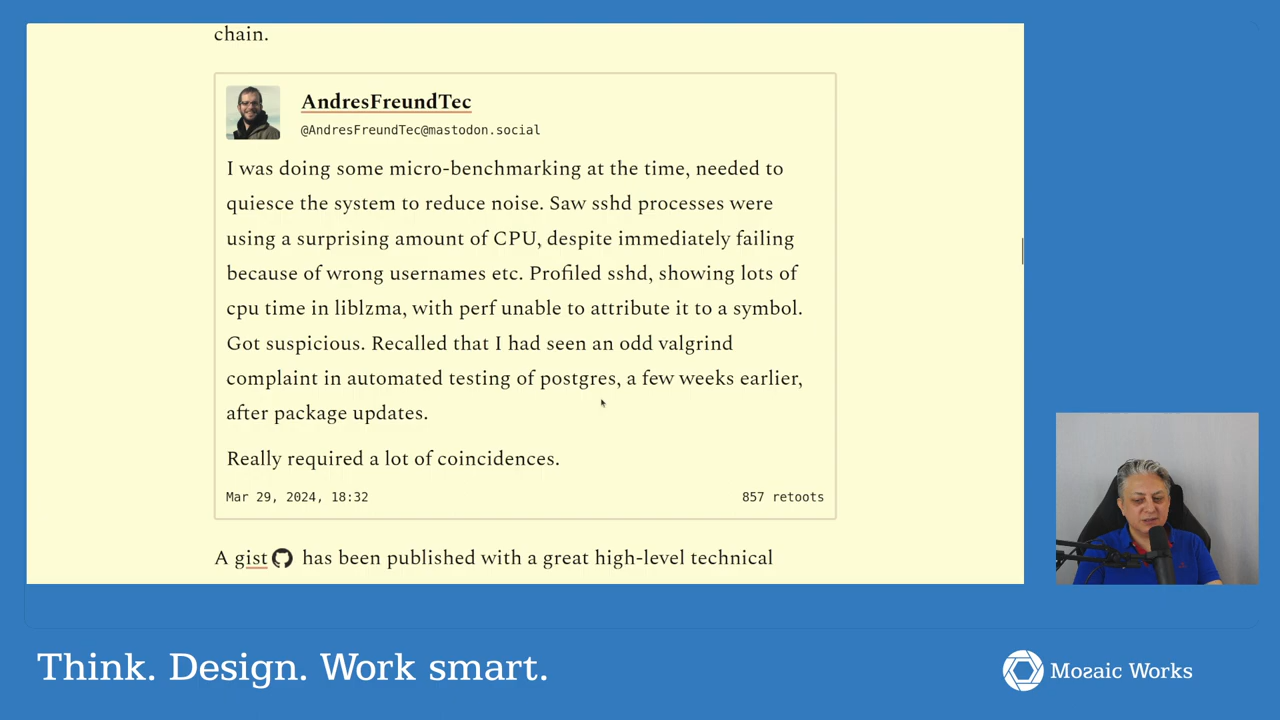 chain.
AndresFreundTec
@AndresFreundTec@mastodon.social
I was doing some micro-benchmarking at the time, needed to
quiesce the system to reduce noise. Saw sshd processes were
using a surprising amount of CPU, despite immediately failing
because of wrong usernames etc. Profiled sshd, showing lots of
cpu time in liblzma, with perf unable to attribute it to a symbol.
Got suspicious. Recalled that I had seen an odd valgrind
complaint in automated testing of postgres, a few weeks earlier,
after package updates.
Really required a lot of coincidences.
Mar 29, 2024, 18:32 857 retoots
A gist has been published with a great high-level technical
Think. Design. Work smart.
Mozaic Works